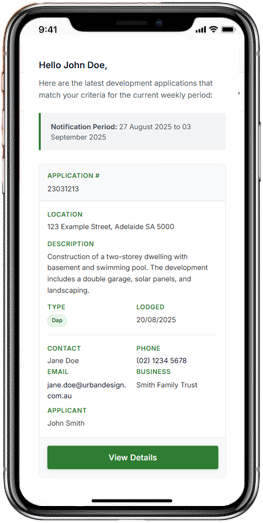 9:41
Hello John Doe,
Here are the latest development applications that
match your criteria for the current weekly period:
Notification Period: 27 August 2025 to 03
September 2025
APPLICATION #
23031213
LOCATION
123 Example Street, Adelaide SA 5000
DESCRIPTION
Construction of a two-storey dwelling with
basement and swimming pool. The development
includes a double garage, solar panels, and
landscaping.
TYPE LODGED
Dap 20/08/2025
CONTACT PHONE
Jane Doe (02) 1234 5678
EMAIL BUSINESS
jane.doe@urbandesign. Smith Family Trust
com.au
APPLICANT
John Smith
View Details